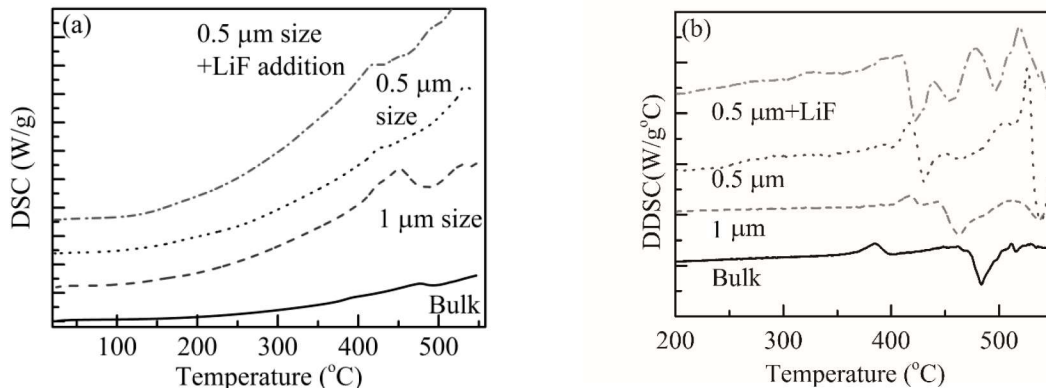 (a)
0.5 μm size
+LiF addition
0.5 μm
size
1 μm size
Bulk
DSC (W/g)
100 200 300 400 500
Temperature (°C)
(b)
0.5 μm+LiF
0.5 μm
1 μm
Bulk
DDSC(W/g°C)
200 300 400 500
Temperature (°C)